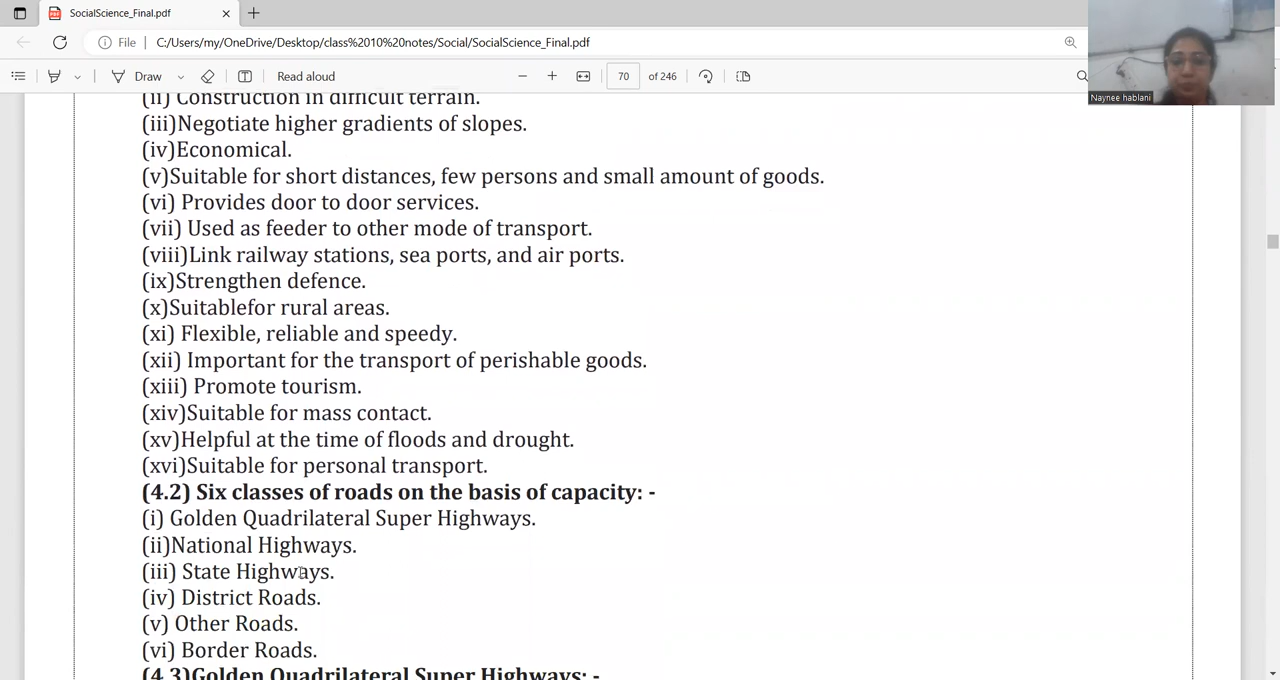 SocialScience_Final.pdf
File
C:/Users/my/OneDrive/Desktop/class%2010%20notes/Social/SocialScience_Final.pdf
Draw
Read aloud
70 of 246
Naynee hablani
(ii) Construction in difficult terrain.
(iii)Negotiate higher gradients of slopes.
(iv)Economical.
(v)Suitable for short distances, few persons and small amount of goods.
(vi) Provides door to door services.
(vii) Used as feeder to other mode of transport.
(viii)Link railway stations, sea ports, and air ports.
(ix)Strengthen defence.
(x)Suitablefor rural areas.
(xi) Flexible, reliable and speedy.
(xii) Important for the transport of perishable goods.
(xiii) Promote tourism.
(xiv)Suitable for mass contact.
(xv)Helpful at the time of floods and drought.
(xvi)Suitable for personal transport.
(4.2) Six classes of roads on the basis of capacity: -
(i) Golden Quadrilateral Super Highways.
(ii)National Highways.
(iii) State Highways.
(iv) District Roads.
(v) Other Roads.
(vi) Border Roads.
(4.3)Golden Quadrilateral Super Highways: -